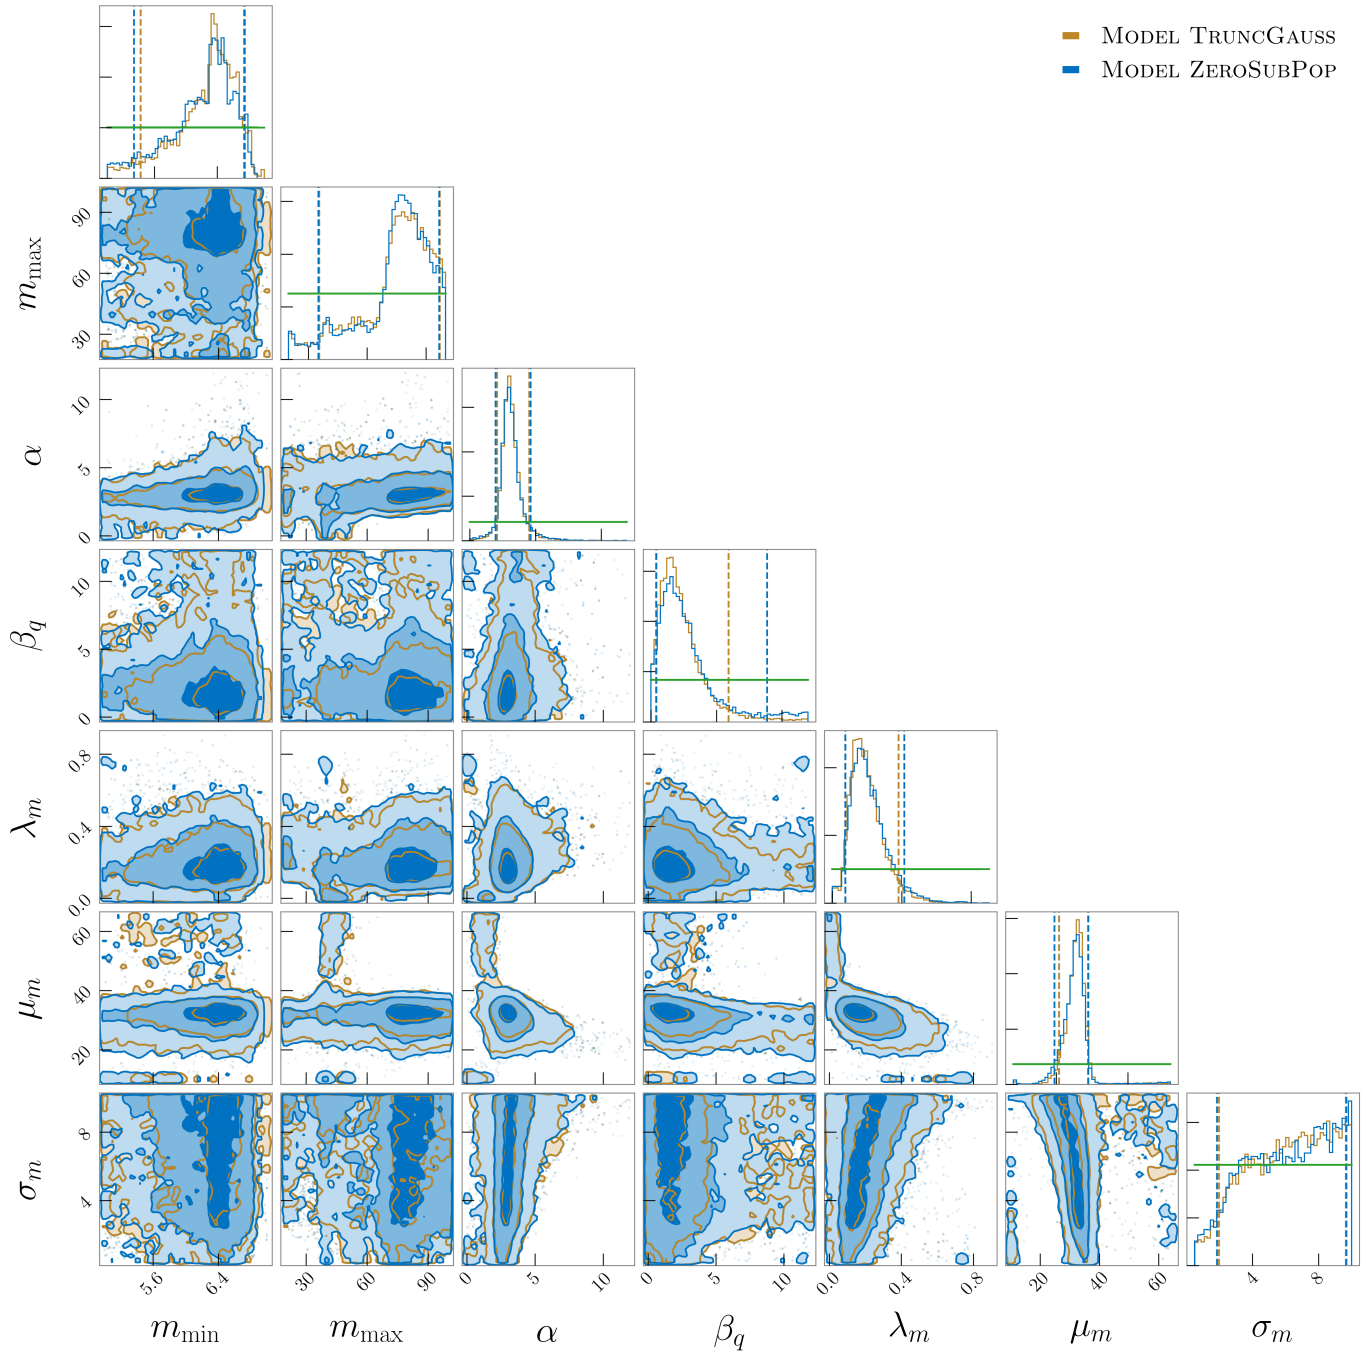 MODEL TRUNCGAUSS
MODEL ZEROSUBPOP
m_max
90
60
30
α
10
5
0
β_q
10
5
0
λ_m
0.8
0.4
0.0
μ_m
60
40
20
σ_m
8
4
5.6 6.4 30 60 90 0 5 10 0 5 10 0.0 0.4 0.8 20 40 60 4 8
m_min m_max α β_q λ_m μ_m σ_m